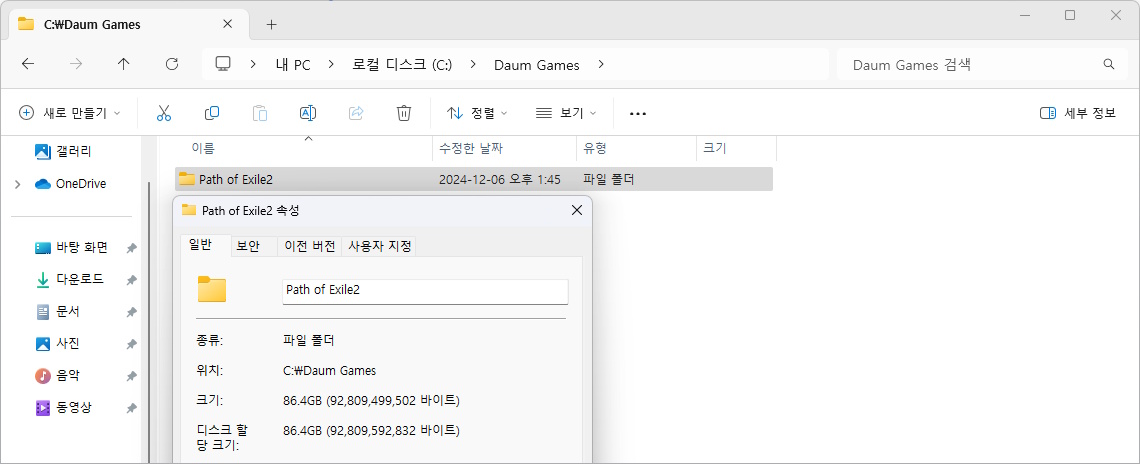 C:₩Daum Games
내 PC 로컬 디스크 (C:) Daum Games
Daum Games 검색
새로 만들기 정렬 보기 세부 정보
이름 수정한 날짜 유형 크기
갤러리
OneDrive
바탕 화면
다운로드
문서
사진
음악
동영상
Path of Exile2 2024-12-06 오후 1:45 파일 폴더
Path of Exile2 속성
일반 보안 이전 버전 사용자 지정
Path of Exile2
종류: 파일 폴더
위치: C:₩Daum Games
크기: 86.4GB (92,809,499,502 바이트)
디스크 할 86.4GB (92,809,592,832 바이트)
당 크기: